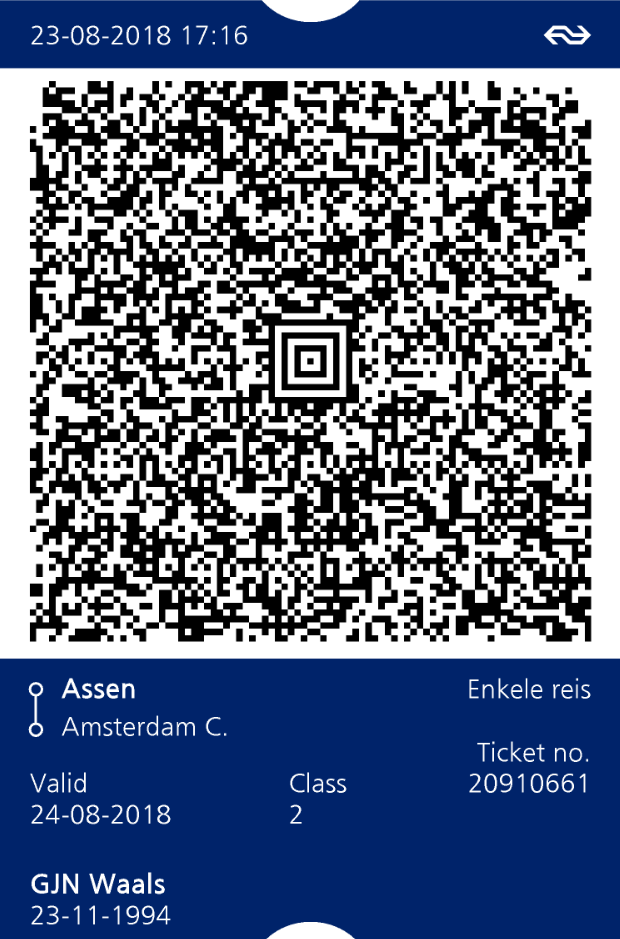 23-08-2018 17:16
Assen
Enkele reis
Amsterdam C.
Ticket no.
20910661
Valid
24-08-2018
Class
2
GJN Waals
23-11-1994